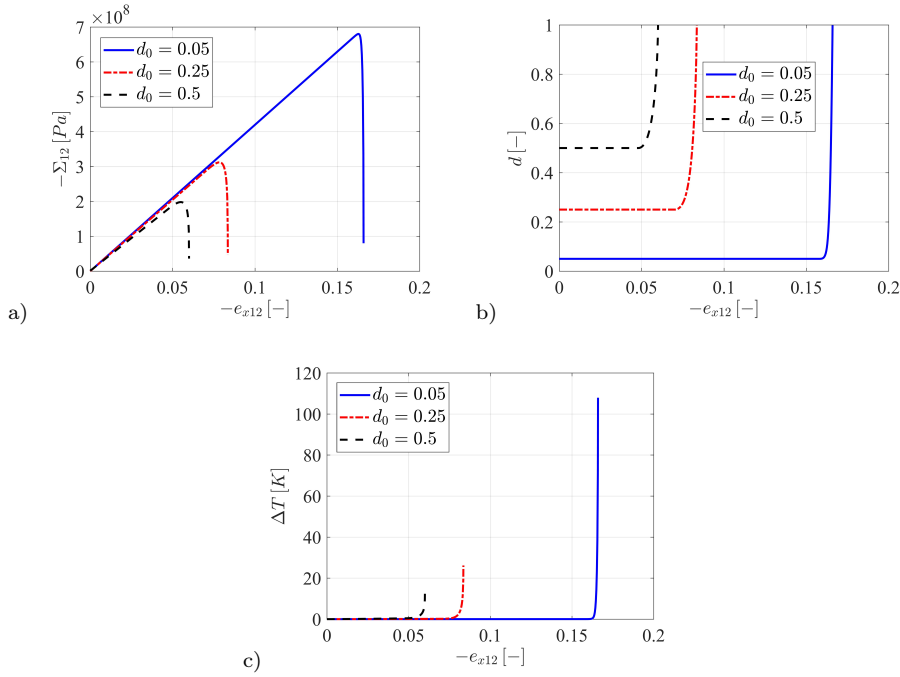 ×10⁸
7
6
5
4
3
2
1
0
−Σ₁₂ [Pa]
d₀ = 0.05
d₀ = 0.25
d₀ = 0.5
0 0.05 0.1 0.15 0.2
−eₓ₁₂ [−]
a)
1
0.8
0.6
0.4
0.2
0
d [−]
d₀ = 0.05
d₀ = 0.25
d₀ = 0.5
0 0.05 0.1 0.15 0.2
−eₓ₁₂ [−]
b)
120
100
80
60
40
20
0
ΔT [K]
d₀ = 0.05
d₀ = 0.25
d₀ = 0.5
0 0.05 0.1 0.15 0.2
−eₓ₁₂ [−]
c)